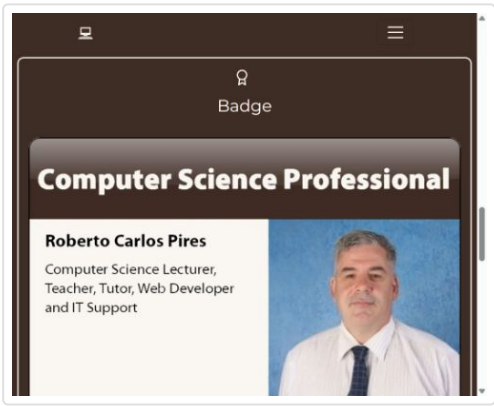 Badge
Computer Science Professional
Roberto Carlos Pires
Computer Science Lecturer,
Teacher, Tutor, Web Developer
and IT Support